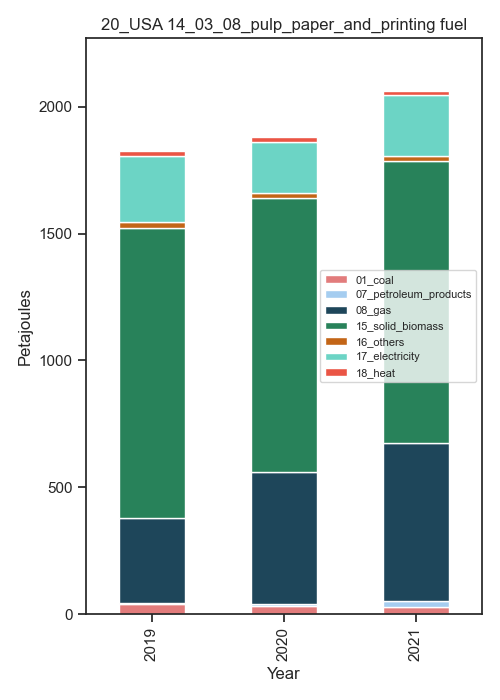 20_USA 14_03_08_pulp_paper_and_printing fuel
Petajoules
2000
1500
1000
500
0
01_coal
07_petroleum_products
08_gas
15_solid_biomass
16_others
17_electricity
18_heat
2019
2020
2021
Year